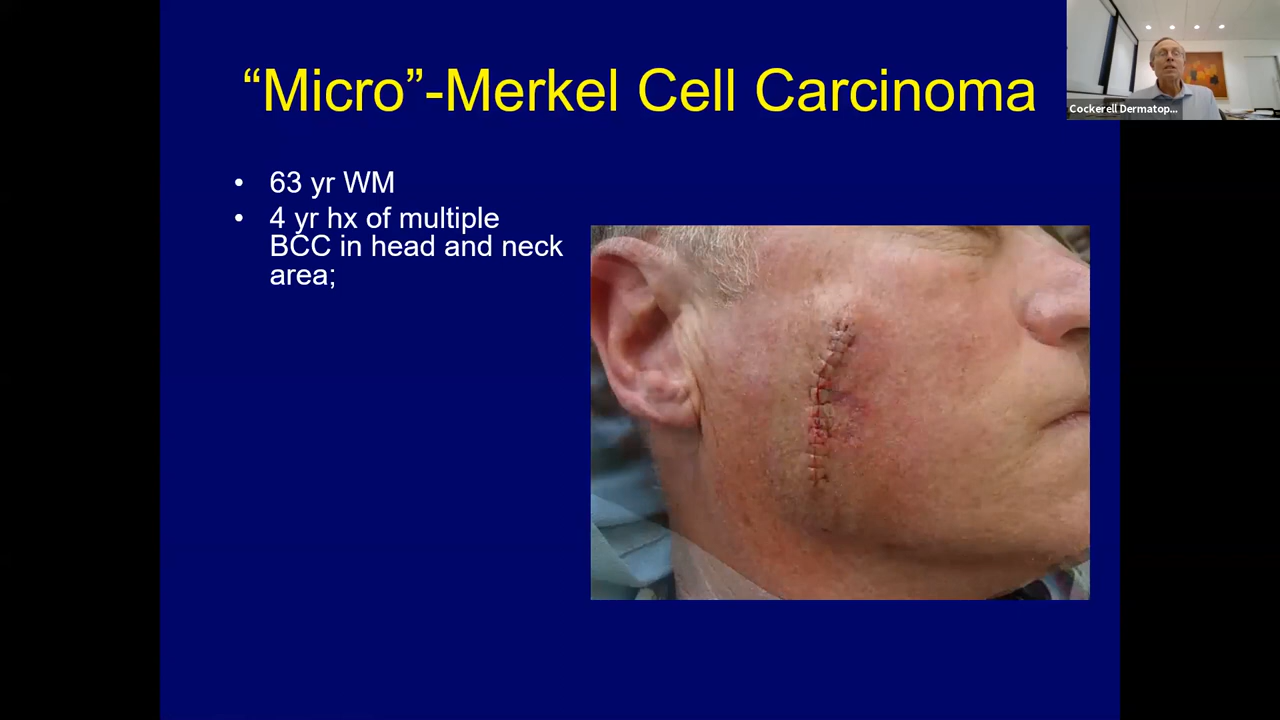 “Micro”-Merkel Cell Carcinoma
• 63 yr WM
• 4 yr hx of multiple
BCC in head and neck
area;
Cockerell Dermatop...